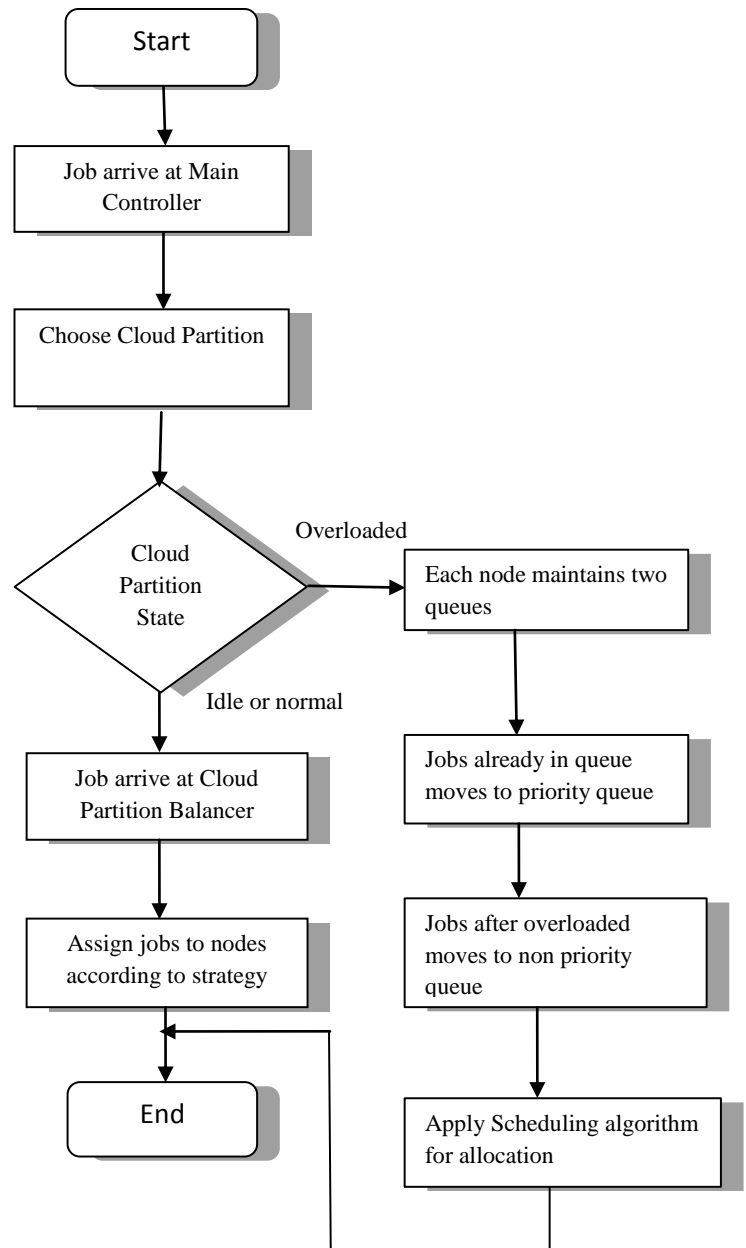 Start
Job arrive at Main
Controller
Choose Cloud Partition
Cloud
Partition
State
Overloaded
Idle or normal
Each node maintains two
queues
Job arrive at Cloud
Partition Balancer
Jobs already in queue
moves to priority queue
Assign jobs to nodes
according to strategy
Jobs after overloaded
moves to non priority
queue
End
Apply Scheduling algorithm
for allocation